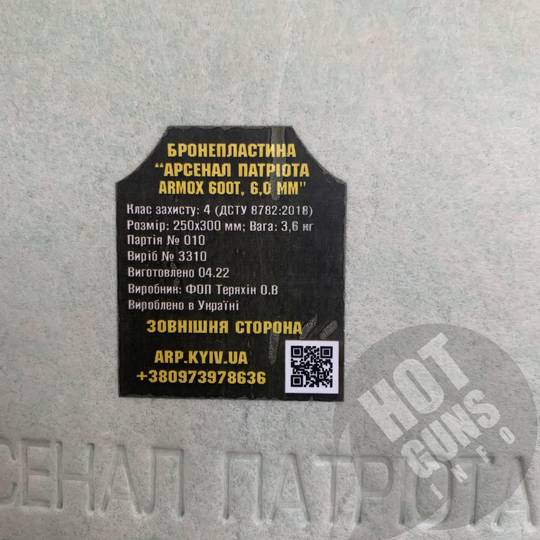 БРОНЕПЛАСТИНА
“АРСЕНАЛ ПАТРІОТА
ARMOX 600T, 6,0 ММ"
Клас захисту: 4 (ДСТУ 8782:2018)
Розмір: 250х300 мм; Вага: 3,6 кг
Партія № 010
Виріб № 3310
Виготовлено 04.22
Виробник: ФОП Теряхін О.В
Вироблено в Україні
ЗОВНІШНЯ СТОРОНА
ARP.KYIV.UA
+380973978636
СЕНАЛ ПАТРІОТА
HOT
GUNS
INFO